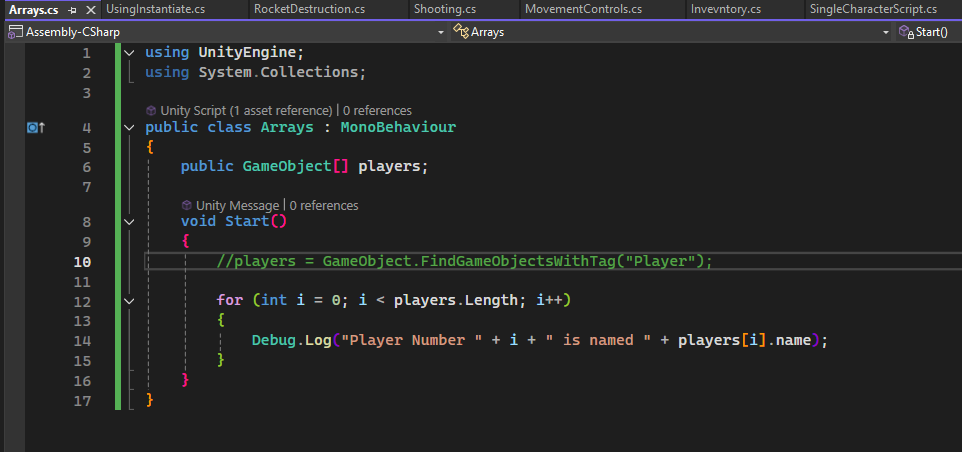 Arrays.cs
UsingInstantiate.cs
RocketDestruction.cs
Shooting.cs
MovementControls.cs
Invevntory.cs
SingleCharacterScript.cs
Assembly-CSharp
Arrays
Start()
1 using UnityEngine;
2 using System.Collections;
3
Unity Script (1 asset reference) | 0 references
4 public class Arrays : MonoBehaviour
5 {
6 public GameObject[] players;
7
Unity Message | 0 references
8 void Start()
9 {
10 //players = GameObject.FindGameObjectsWithTag("Player");
11
12 for (int i = 0; i < players.Length; i++)
13 {
14 Debug.Log("Player Number " + i + " is named " + players[i].name);
15 }
16 }
17 }